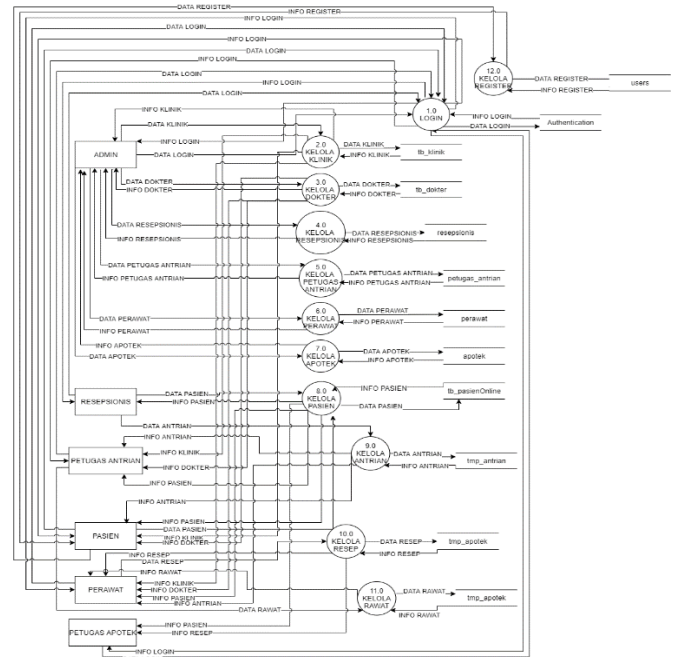 DATA REGISTER
INFO REGISTER
DATA LOGIN
INFO LOGIN
DATA LOGIN
INFO LOGIN
DATA LOGIN
INFO LOGIN
DATA LOGIN
INFO LOGIN
DATA LOGIN
INFO LOGIN
DATA LOGIN
12.0
KELOLA
REGISTER
DATA REGISTER
INFO REGISTER
users
1.0
LOGIN
INFO LOGIN
DATA LOGIN
Authentication
INFO KLINIK
DATA KLINIK
INFO LOGIN
DATA LOGIN
ADMIN
2.0
KELOLA
KLINIK
DATA KLINIK
INFO KLINIK
tb_klinik
DATA DOKTER
INFO DOKTER
3.0
KELOLA
DOKTER
DATA DOKTER
INFO DOKTER
tb_dokter
DATA RESEPSIONIS
INFO RESEPSIONIS
4.0
KELOLA
RESEPSIONIS
DATA RESEPSIONIS
INFO RESEPSIONIS
resepsionis
DATA PETUGAS ANTRIAN
INFO PETUGAS ANTRIAN
5.0
KELOLA
PETUGAS
ANTRIAN
DATA PETUGAS ANTRIAN
INFO PETUGAS ANTRIAN
petugas_antrian
DATA PERAWAT
INFO PERAWAT
6.0
KELOLA
PERAWAT
DATA PERAWAT
INFO PERAWAT
perawat
INFO APOTEK
DATA APOTEK
7.0
KELOLA
APOTEK
DATA APOTEK
INFO APOTEK
apotek
RESEPSIONIS
DATA PASIEN
INFO PASIEN
8.0
KELOLA
PASIEN
INFO PASIEN
DATA PASIEN
tb_pasienOnline
DATA ANTRIAN
INFO ANTRIAN
PETUGAS ANTRIAN
INFO KLINIK
INFO DOKTER
INFO PASIEN
9.0
KELOLA
ANTRIAN
DATA ANTRIAN
INFO ANTRIAN
tmp_antrian
INFO ANTRIAN
PASIEN
INFO PASIEN
DATA PASIEN
INFO KLINIK
INFO DOKTER
10.0
KELOLA
RESEP
DATA RESEP
INFO RESEP
tmp_apotek
INFO RESEP
DATA RESEP
INFO RAWAT
PERAWAT
INFO KLINIK
INFO DOKTER
INFO PASIEN
INFO ANTRIAN
DATA RAWAT
11.0
KELOLA
RAWAT
DATA RAWAT
INFO RAWAT
tmp_apotek
PETUGAS APOTEK
INFO PASIEN
INFO RESEP
INFO LOGIN